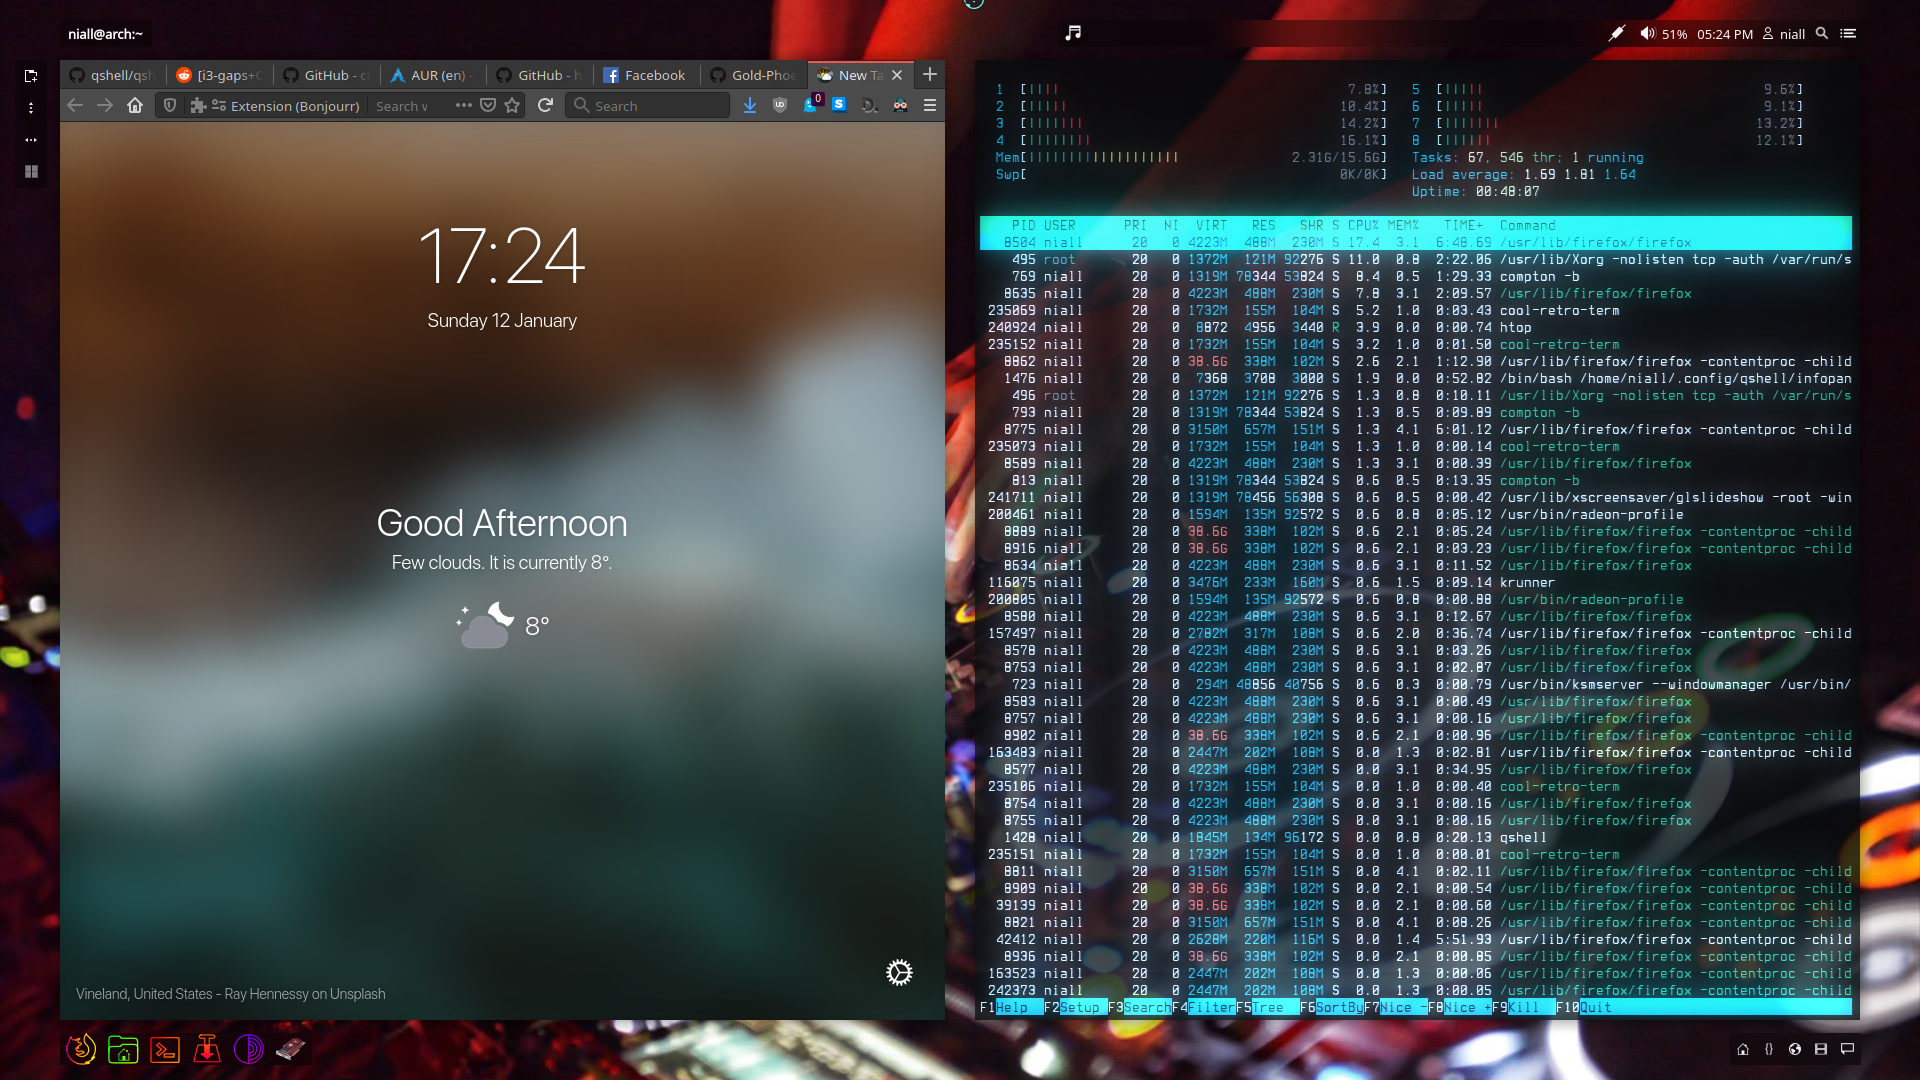 niall@arch:~
51% 05:24 PM niall
qshell/qsh [i3-gaps+ GitHub - c AUR (en) - GitHub - h Facebook Gold-Phoe New Ta
Extension (Bonjourr) Search Search 0
17:24
Sunday 12 January
Good Afternoon
Few clouds. It is currently 8°.
8°
Vineland, United States - Ray Hennessy on Unsplash
1 [|||| 7.8%] 5 [||||| 9.6%]
2 [||||| 10.4%] 6 [||||| 9.1%]
3 [||||||| 14.2%] 7 [||||||| 13.2%]
4 [|||||||| 16.1%] 8 [|||||| 12.1%]
Mem[||||||||||||||||||| 2.31G/15.6G] Tasks: 67, 546 thr; 1 running
Swp[ 0K/0K] Load average: 1.69 1.81 1.64
Uptime: 00:48:07
PID USER PRI NI VIRT RES SHR S CPU% MEM% TIME+ Command
8504 niall 20 0 4223M 488M 230M S 17.4 3.1 6:48.69 /usr/lib/firefox/firefox
495 root 20 0 1372M 121M 92276 S 11.0 0.8 2:22.06 /usr/lib/Xorg -nolisten tcp -auth /var/run/s
769 niall 20 0 1319M 78344 53824 S 8.4 0.5 1:29.33 compton -b
8635 niall 20 0 4223M 488M 230M S 7.8 3.1 2:09.57 /usr/lib/firefox/firefox
235069 niall 20 0 1732M 155M 104M S 5.2 1.0 0:03.43 cool-retro-term
240924 niall 20 0 8872 4956 3440 R 3.9 0.0 0:00.74 htop
235152 niall 20 0 1732M 155M 104M S 3.2 1.0 0:01.50 cool-retro-term
8862 niall 20 0 38.6G 338M 102M S 2.6 2.1 1:12.90 /usr/lib/firefox/firefox -contentproc -child
1476 niall 20 0 7368 3708 3000 S 1.9 0.0 0:52.82 /bin/bash /home/niall/.config/qshell/infopan
496 root 20 0 1372M 121M 92276 S 1.3 0.8 0:10.11 /usr/lib/Xorg -nolisten tcp -auth /var/run/s
793 niall 20 0 1319M 78344 53824 S 1.3 0.5 0:09.89 compton -b
8775 niall 20 0 3150M 657M 151M S 1.3 4.1 6:01.12 /usr/lib/firefox/firefox -contentproc -child
235073 niall 20 0 1732M 155M 104M S 1.3 1.0 0:00.14 cool-retro-term
8589 niall 20 0 4223M 488M 230M S 1.3 3.1 0:00.39 /usr/lib/firefox/firefox
813 niall 20 0 1319M 78344 53824 S 0.6 0.5 0:13.35 compton -b
241711 niall 20 0 1319M 78456 56308 S 0.6 0.5 0:00.42 /usr/lib/xscreensaver/glslideshow -root -win
200461 niall 20 0 1594M 135M 92572 S 0.6 0.8 0:05.12 /usr/bin/radeon-profile
8889 niall 20 0 38.6G 338M 102M S 0.6 2.1 0:05.24 /usr/lib/firefox/firefox -contentproc -child
8916 niall 20 0 38.6G 338M 102M S 0.6 2.1 0:03.23 /usr/lib/firefox/firefox -contentproc -child
8634 niall 20 0 4223M 488M 230M S 0.6 3.1 0:11.52 /usr/lib/firefox/firefox
116075 niall 20 0 3476M 233M 160M S 0.6 1.5 0:09.14 krunner
200805 niall 20 0 1594M 135M 92572 S 0.6 0.8 0:00.88 /usr/bin/radeon-profile
8580 niall 20 0 4223M 488M 230M S 0.6 3.1 0:12.67 /usr/lib/firefox/firefox
157497 niall 20 0 2782M 317M 108M S 0.6 2.0 0:36.74 /usr/lib/firefox/firefox -contentproc -child
8578 niall 20 0 4223M 488M 230M S 0.6 3.1 0:03.26 /usr/lib/firefox/firefox
8753 niall 20 0 4223M 488M 230M S 0.6 3.1 0:02.87 /usr/lib/firefox/firefox
723 niall 20 0 294M 48856 40756 S 0.6 0.3 0:00.79 /usr/bin/ksmserver --windowmanager /usr/bin/
8583 niall 20 0 4223M 488M 230M S 0.6 3.1 0:00.49 /usr/lib/firefox/firefox
8757 niall 20 0 4223M 488M 230M S 0.6 3.1 0:00.16 /usr/lib/firefox/firefox
8902 niall 20 0 38.6G 338M 102M S 0.6 2.1 0:00.96 /usr/lib/firefox/firefox -contentproc -child
163483 niall 20 0 2447M 202M 108M S 0.0 1.3 0:02.81 /usr/lib/firefox/firefox -contentproc -child
8577 niall 20 0 4223M 488M 230M S 0.0 3.1 0:34.95 /usr/lib/firefox/firefox
235106 niall 20 0 1732M 155M 104M S 0.0 1.0 0:00.40 cool-retro-term
8754 niall 20 0 4223M 488M 230M S 0.0 3.1 0:00.16 /usr/lib/firefox/firefox
8755 niall 20 0 4223M 488M 230M S 0.0 3.1 0:00.16 /usr/lib/firefox/firefox
1428 niall 20 0 1845M 134M 96172 S 0.0 0.8 0:20.13 qshell
235151 niall 20 0 1732M 155M 104M S 0.0 1.0 0:00.01 cool-retro-term
8811 niall 20 0 3150M 657M 151M S 0.0 4.1 0:02.11 /usr/lib/firefox/firefox -contentproc -child
8909 niall 20 0 38.6G 338M 102M S 0.0 2.1 0:00.54 /usr/lib/firefox/firefox -contentproc -child
39139 niall 20 0 38.6G 338M 102M S 0.0 2.1 0:00.60 /usr/lib/firefox/firefox -contentproc -child
8821 niall 20 0 3150M 657M 151M S 0.0 4.1 0:08.26 /usr/lib/firefox/firefox -contentproc -child
42412 niall 20 0 2628M 220M 116M S 0.0 1.4 5:51.93 /usr/lib/firefox/firefox -contentproc -child
8936 niall 20 0 38.6G 338M 102M S 0.0 2.1 0:00.85 /usr/lib/firefox/firefox -contentproc -child
163523 niall 20 0 2447M 202M 108M S 0.0 1.3 0:00.06 /usr/lib/firefox/firefox -contentproc -child
242373 niall 20 0 2447M 202M 108M S 0.0 1.3 0:00.05 /usr/lib/firefox/firefox -contentproc -child
F1Help F2Setup F3SearchF4FilterF5Tree F6SortByF7Nice -F8Nice +F9Kill F10Quit